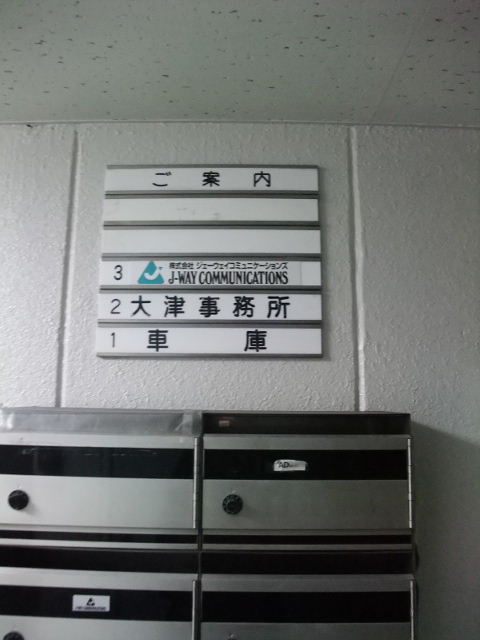 ご案内
3 株式会社 ジェーウェイコミュニケーションズ
J-WAY COMMUNICATIONS
2 大津事務所
1 車庫